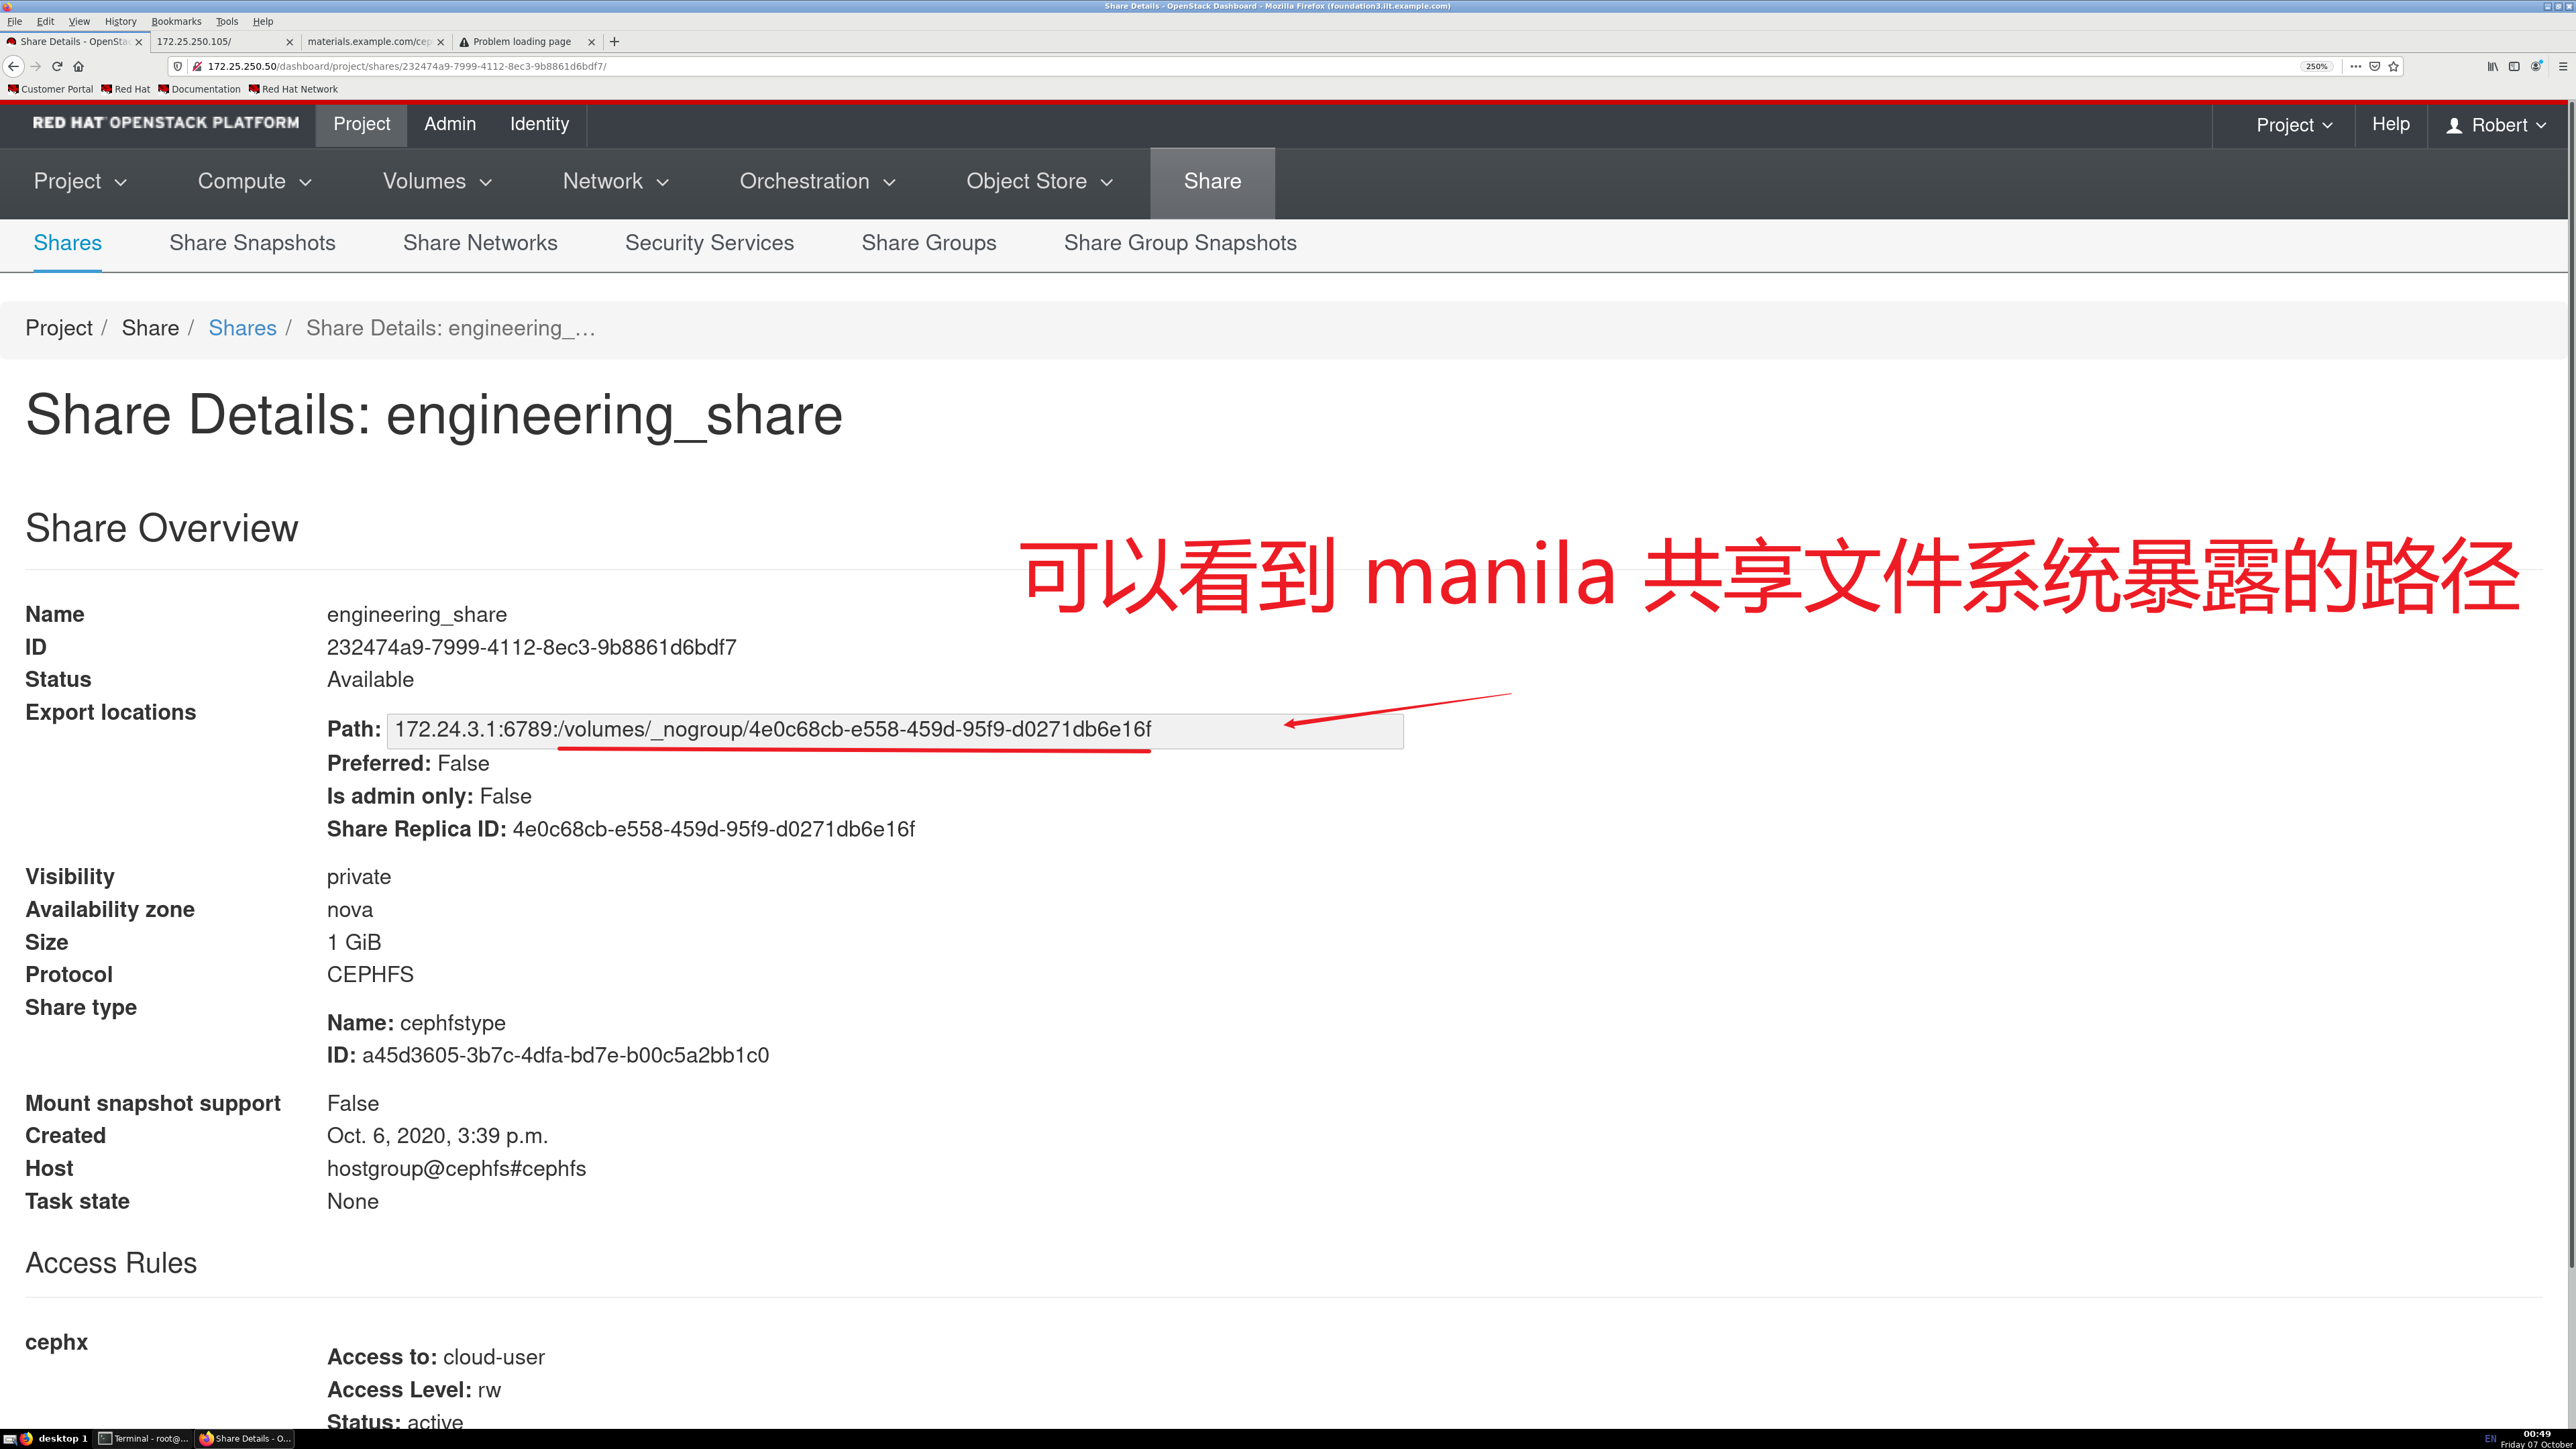 Share Details - OpenStack Dashboard - Mozilla Firefox (foundation3.ilt.example.com)
File Edit View History Bookmarks Tools Help
Share Details - OpenSta 172.25.250.105/ materials.example.com/cep Problem loading page
172.25.250.50/dashboard/project/shares/232474a9-7999-4112-8ec3-9b8861d6bdf7/ 250%
Customer Portal Red Hat Documentation Red Hat Network
RED HAT OPENSTACK PLATFORM Project Admin Identity Project Help Robert
Project Compute Volumes Network Orchestration Object Store Share
Shares Share Snapshots Share Networks Security Services Share Groups Share Group Snapshots
Project / Share / Shares / Share Details: engineering_…
Share Details: engineering_share
Share Overview
可以看到 manila 共享文件系统暴露的路径
Name engineering_share
ID 232474a9-7999-4112-8ec3-9b8861d6bdf7
Status Available
Export locations
Path: 172.24.3.1:6789:/volumes/_nogroup/4e0c68cb-e558-459d-95f9-d0271db6e16f
Preferred: False
Is admin only: False
Share Replica ID: 4e0c68cb-e558-459d-95f9-d0271db6e16f
Visibility private
Availability zone nova
Size 1 GiB
Protocol CEPHFS
Share type
Name: cephfstype
ID: a45d3605-3b7c-4dfa-bd7e-b00c5a2bb1c0
Mount snapshot support False
Created Oct. 6, 2020, 3:39 p.m.
Host hostgroup@cephfs#cephfs
Task state None
Access Rules
cephx
Access to: cloud-user
Access Level: rw
Status: active
desktop 1 Terminal - root@... Share Details - O... EN 00:49
Friday 07 October